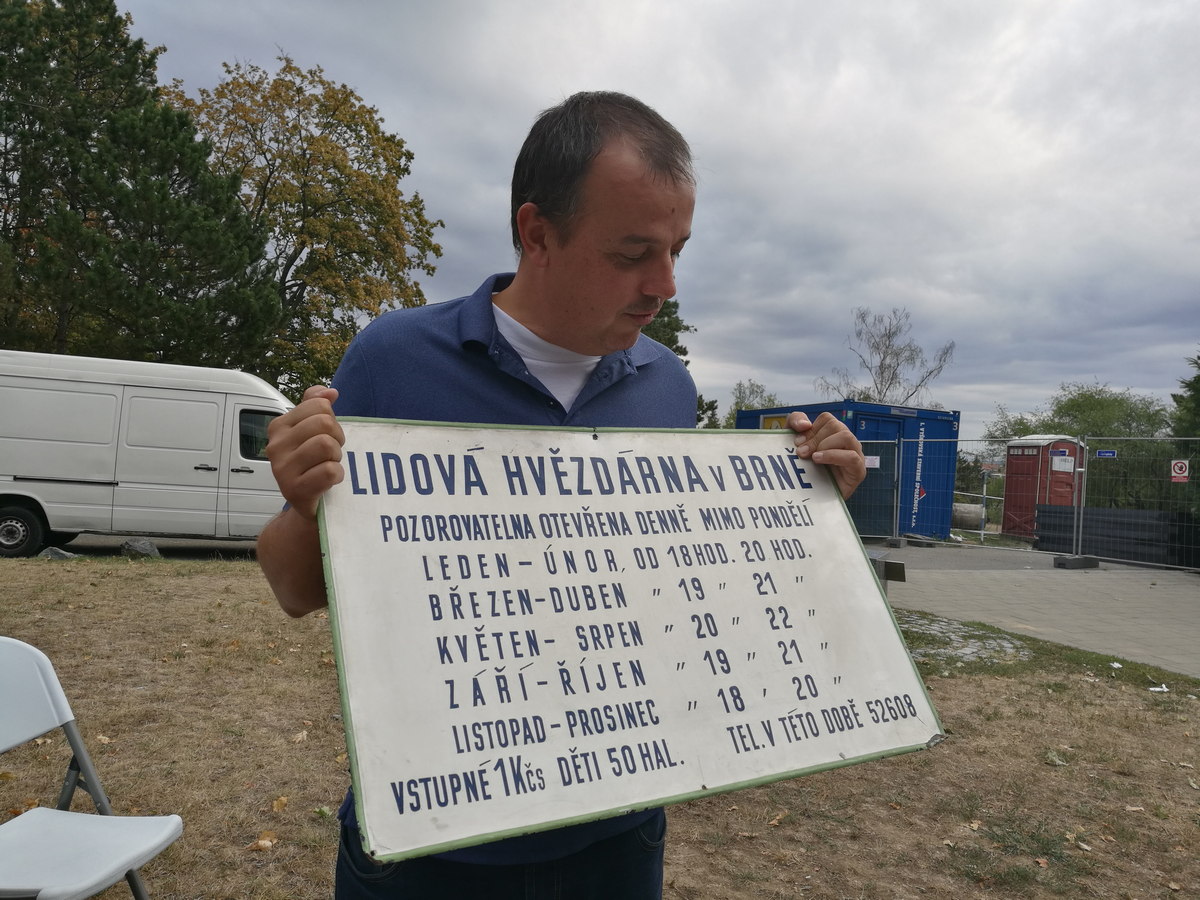 LIDOVÁ HVĚZDÁRNA v BRNĚ
POZOROVATELNA OTEVŘENA DENNĚ MIMO PONDĚLÍ
LEDEN – ÚNOR, OD 18 HOD. 20 HOD.
BŘEZEN – DUBEN " 19 " 21 "
KVĚTEN – SRPEN " 20 " 22 "
ZÁŘÍ – ŘÍJEN " 19 " 21 "
LISTOPAD – PROSINEC " 18 " 20 "
VSTUPNÉ 1 Kčs DĚTI 50 HAL. TEL. V TÉTO DOBĚ 52608
3
3